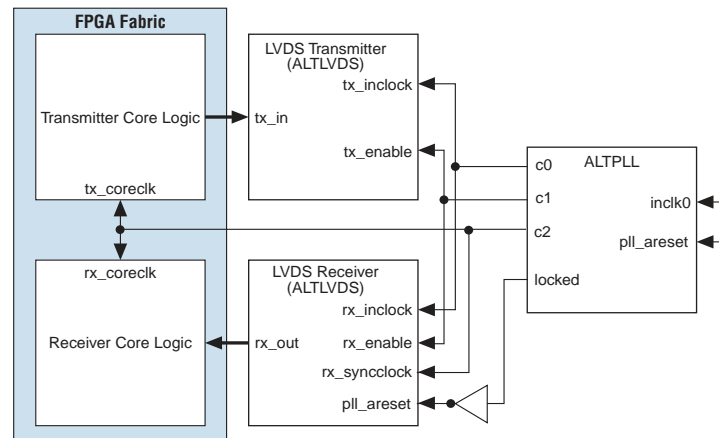 FPGA Fabric
Transmitter Core Logic
tx_coreclk
rx_coreclk
Receiver Core Logic
LVDS Transmitter
(ALTLVDS)
tx_inclock
tx_in
tx_enable
LVDS Receiver
(ALTLVDS)
rx_inclock
rx_out
rx_enable
rx_syncclock
pll_areset
c0
ALTPLL
c1
inclk0
c2
pll_areset
locked